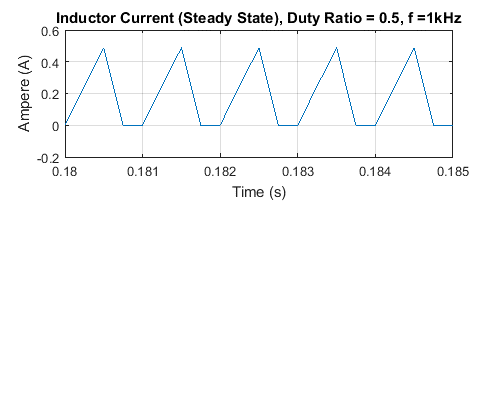 Inductor Current (Steady State), Duty Ratio = 0.5, f =1kHz
0.6
0.4
0.2
0
-0.2
Ampere (A)
0.18 0.181 0.182 0.183 0.184 0.185
Time (s)